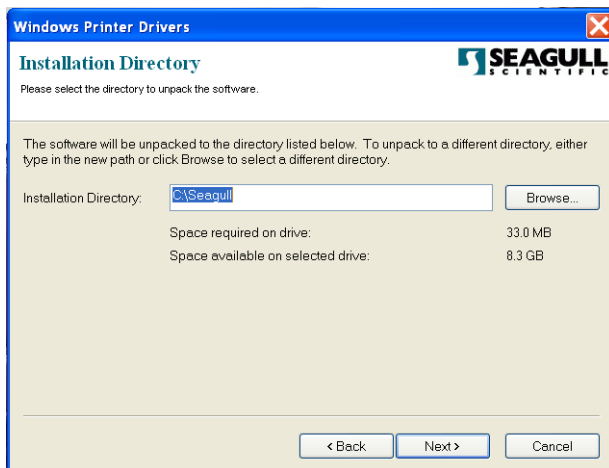 Windows Printer Drivers
Installation Directory
SEAGULL
SCIENTIFIC
Please select the directory to unpack the software.
The software will be unpacked to the directory listed below. To unpack to a different directory, either
type in the new path or click Browse to select a different directory.
Installation Directory: C:\Seagull Browse...
Space required on drive: 33.0 MB
Space available on selected drive: 8.3 GB
< Back Next > Cancel